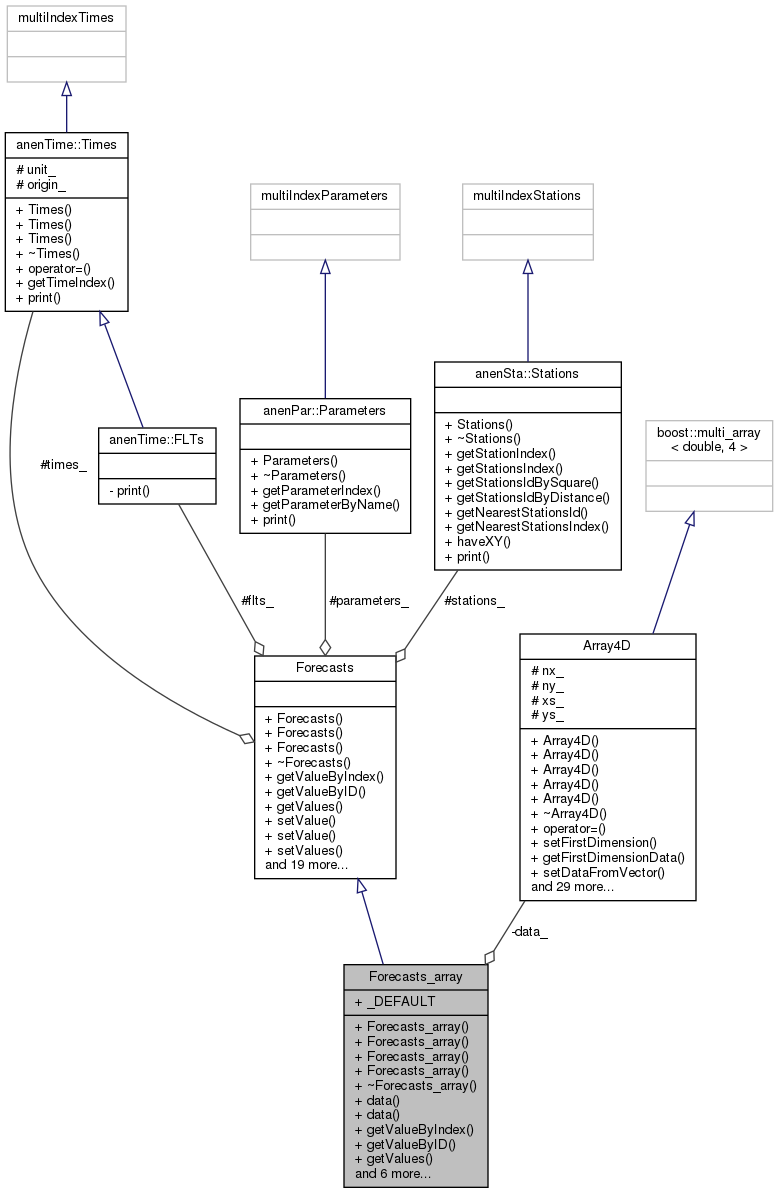 multiIndexTimes
anenTime::Times
# unit_
# origin_
+ Times()
+ Times()
+ Times()
+ ~Times()
+ operator=()
+ getTimeIndex()
+ print()
multiIndexParameters
multiIndexStations
anenSta::Stations
+ Stations()
+ ~Stations()
+ getStationIndex()
+ getStationsIndex()
+ getStationsIdBySquare()
+ getStationsIdByDistance()
+ getNearestStationsId()
+ getNearestStationsIndex()
+ haveXY()
+ print()
anenPar::Parameters
+ Parameters()
+ ~Parameters()
+ getParameterIndex()
+ getParameterByName()
+ print()
anenTime::FLTs
- print()
boost::multi_array
< double, 4 >
#times_
#flts_
#parameters_
#stations_
Forecasts
+ Forecasts()
+ Forecasts()
+ Forecasts()
+ ~Forecasts()
+ getValueByIndex()
+ getValueByID()
+ getValues()
+ setValue()
+ setValue()
+ setValues()
and 19 more...
Array4D
# nx_
# ny_
# xs_
# ys_
+ Array4D()
+ Array4D()
+ Array4D()
+ Array4D()
+ Array4D()
+ ~Array4D()
+ operator=()
+ setFirstDimension()
+ getFirstDimensionData()
+ setDataFromVector()
and 29 more...
-data_
Forecasts_array
+ _DEFAULT
+ Forecasts_array()
+ Forecasts_array()
+ Forecasts_array()
+ Forecasts_array()
+ ~Forecasts_array()
+ data()
+ data()
+ getValueByIndex()
+ getValueByID()
+ getValues()
and 6 more...